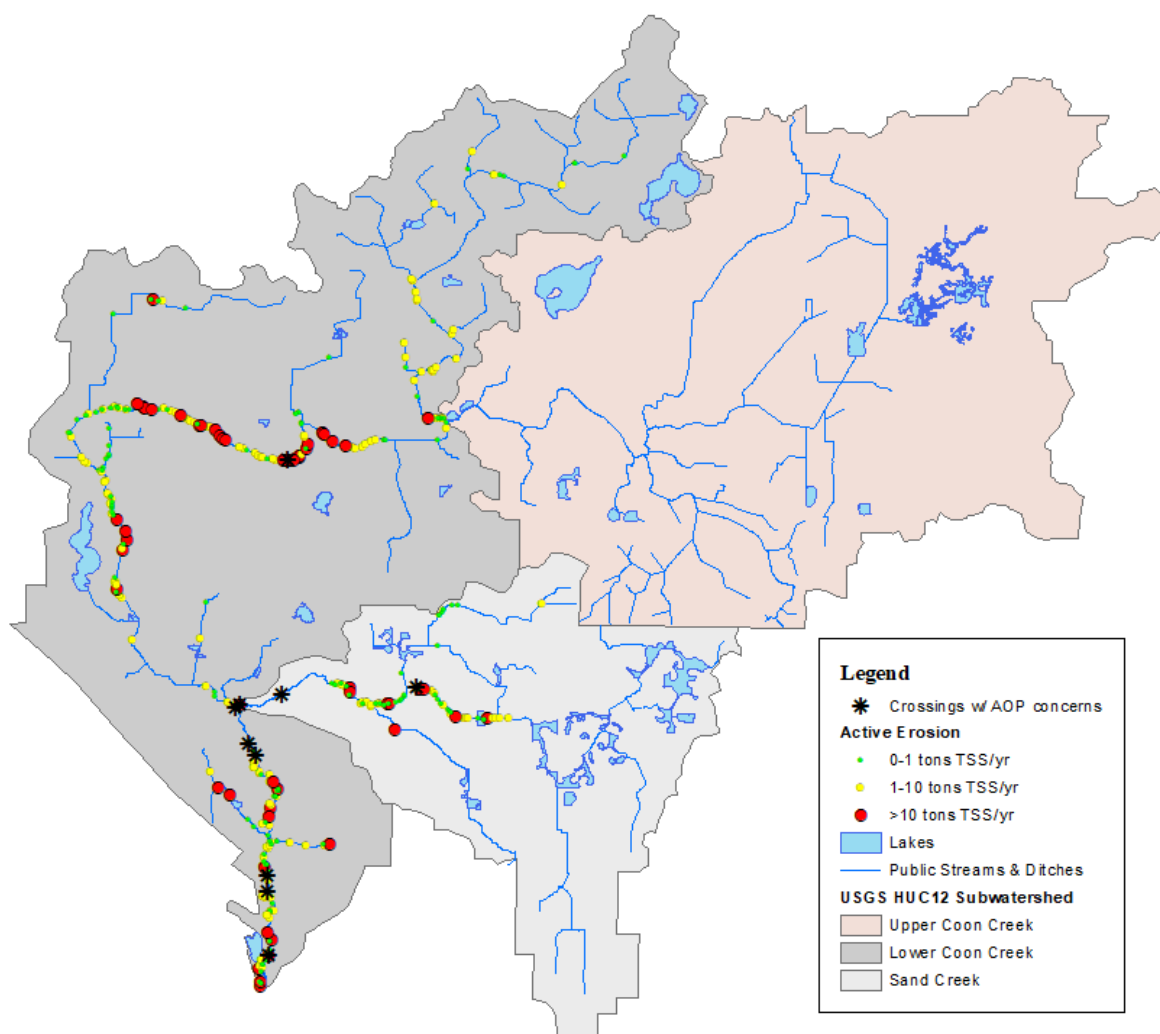 Legend
Crossings w/ AOP concerns
Active Erosion
0-1 tons TSS/yr
1-10 tons TSS/yr
>10 tons TSS/yr
Lakes
Public Streams & Ditches
USGS HUC12 Subwatershed
Upper Coon Creek
Lower Coon Creek
Sand Creek